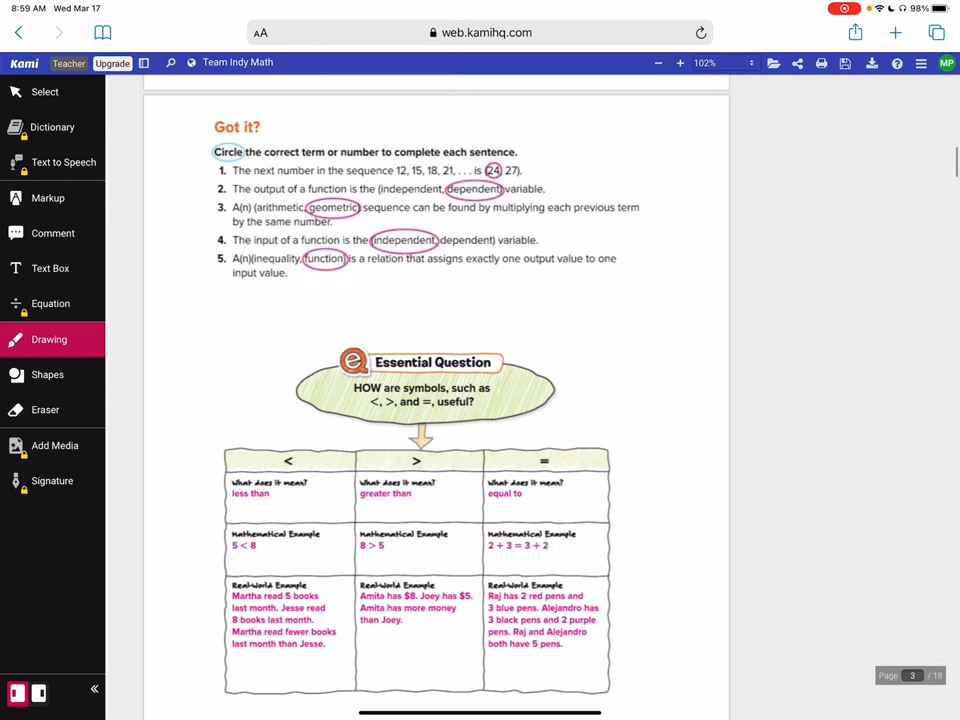 8:59 AM Wed Mar 17
98%
AA
web.kamihq.com
Kami
Teacher
Upgrade
Team Indy Math
102%
MP
Select
Dictionary
Text to Speech
Markup
Comment
Text Box
Equation
Drawing
Shapes
Eraser
Add Media
Signature
Got it?
Circle the correct term or number to complete each sentence.
1. The next number in the sequence 12, 15, 18, 21, . . . is (24, 27).
2. The output of a function is the (independent, dependent) variable.
3. A(n) (arithmetic, geometric) sequence can be found by multiplying each previous term
by the same number.
4. The input of a function is the (independent, dependent) variable.
5. A(n)(inequality, function) is a relation that assigns exactly one output value to one
input value.
e Essential Question
HOW are symbols, such as
<, >, and =, useful?
<
>
=
What does it mean?
less than
What does it mean?
greater than
What does it mean?
equal to
Mathematical Example
5 < 8
Mathematical Example
8 > 5
Mathematical Example
2 + 3 = 3 + 2
Real-World Example
Martha read 5 books
last month. Jesse read
8 books last month.
Martha read fewer books
last month than Jesse.
Real-World Example
Amita has $8. Joey has $5.
Amita has more money
than Joey.
Real-World Example
Raj has 2 red pens and
3 blue pens. Alejandro has
3 black pens and 2 purple
pens. Raj and Alejandro
both have 5 pens.
Page 3 / 18